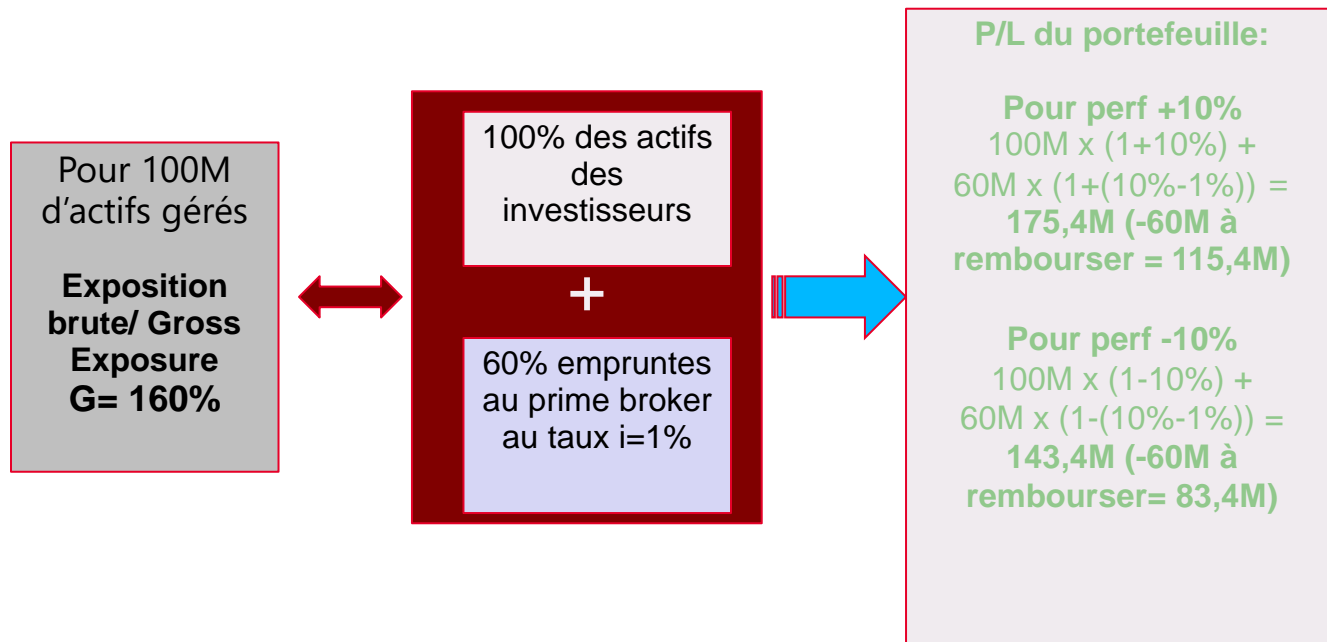 Pour 100M
d'actifs gérés
Exposition
brute/ Gross
Exposure
G= 160%
100% des actifs
des
investisseurs
+
60% empruntes
au prime broker
au taux i=1%
P/L du portefeuille:
Pour perf +10%
100M x (1+10%) +
60M x (1+(10%-1%)) =
175,4M (-60M à
rembourser = 115,4M)
Pour perf -10%
100M x (1-10%) +
60M x (1-(10%-1%)) =
143,4M (-60M à
rembourser= 83,4M)